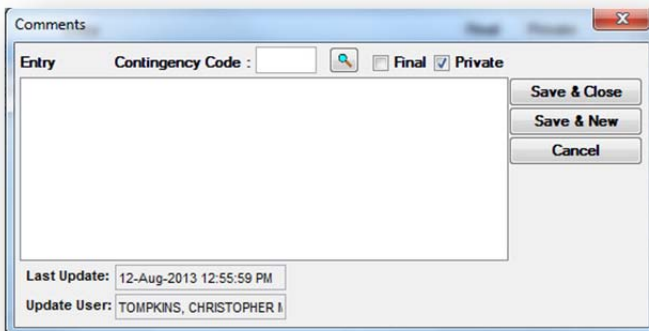 Comments
Entry Contingency Code : Final Private
Save & Close
Save & New
Cancel
Last Update: 12-Aug-2013 12:55:59 PM
Update User: TOMPKINS, CHRISTOPHER